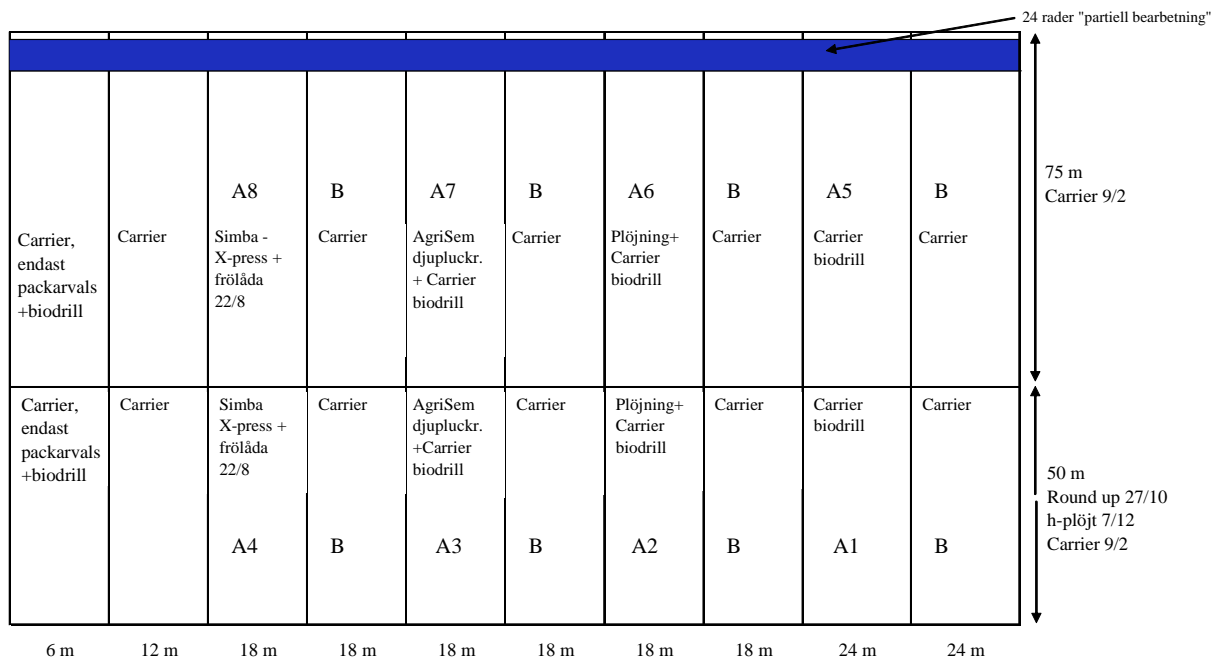 24 rader "partiell bearbetning"
A8
B
A7
B
A6
B
A5
B
75 m
Carrier 9/2
Carrier,
endast
packarvals
+biodrill
Carrier
Simba -
X-press +
frölåda
22/8
Carrier
AgriSem
djupluckr.
+ Carrier
biodrill
Carrier
Plöjning+
Carrier
biodrill
Carrier
Carrier
biodrill
Carrier
Carrier,
endast
packarvals
+biodrill
Carrier
Simba
X-press +
frölåda
22/8
Carrier
AgriSem
djupluckr.
+Carrier
biodrill
Carrier
Plöjning+
Carrier
biodrill
Carrier
Carrier
biodrill
Carrier
50 m
Round up 27/10
h-plöjt 7/12
Carrier 9/2
A4
B
A3
B
A2
B
A1
B
6 m
12 m
18 m
18 m
18 m
18 m
18 m
18 m
24 m
24 m